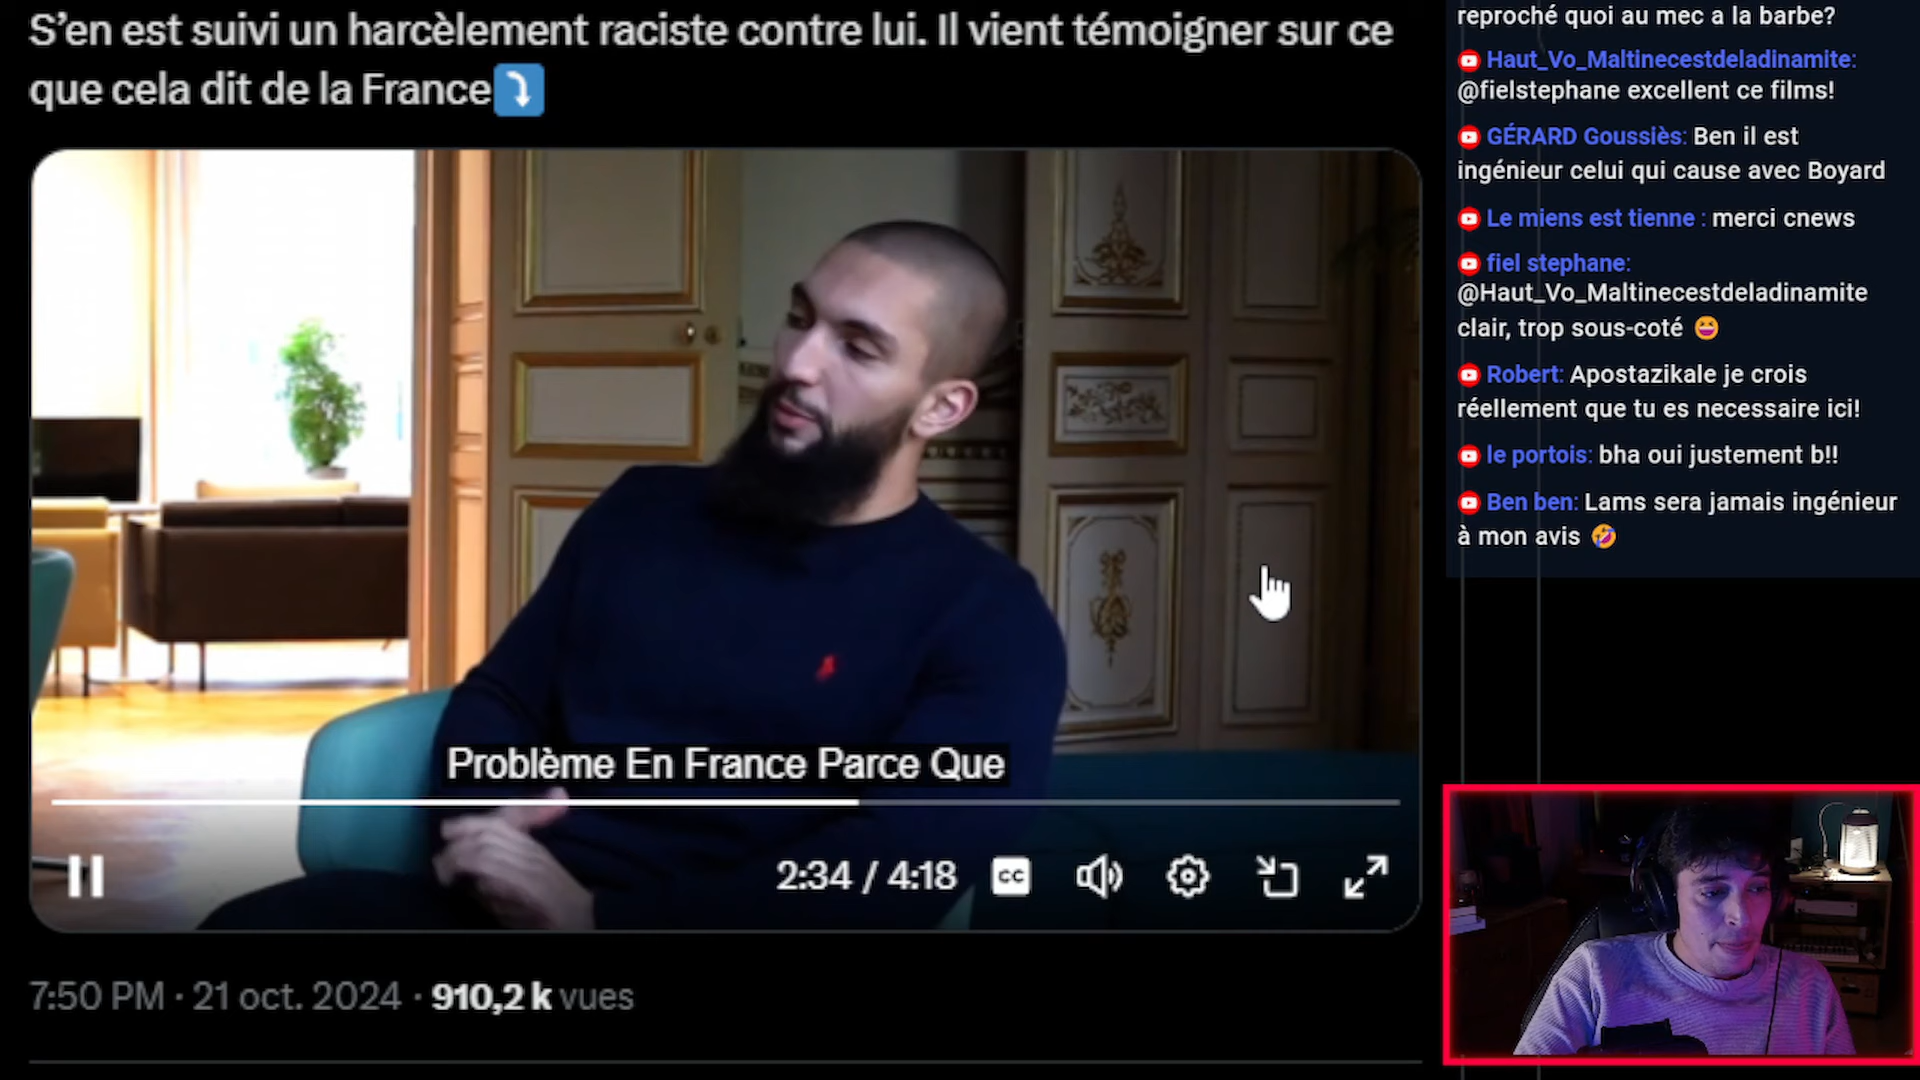 S’en est suivi un harcèlement raciste contre lui. Il vient témoigner sur ce
que cela dit de la France⤵️
Problème En France Parce Que
2:34 / 4:18
CC
7:50 PM · 21 oct. 2024 · 910,2 k vues
reproché quoi au mec a la barbe?
Haut_Vo_Maltinecestdeladinamite:
@fielstephane excellent ce films!
GÉRARD Goussiès: Ben il est
ingénieur celui qui cause avec Boyard
Le miens est tienne : merci cnews
fiel stephane:
@Haut_Vo_Maltinecestdeladinamite
clair, trop sous-coté 😆
Robert: Apostazikale je crois
réellement que tu es necessaire ici!
le portois: bha oui justement b!!
Ben ben: Lams sera jamais ingénieur
à mon avis 🤣